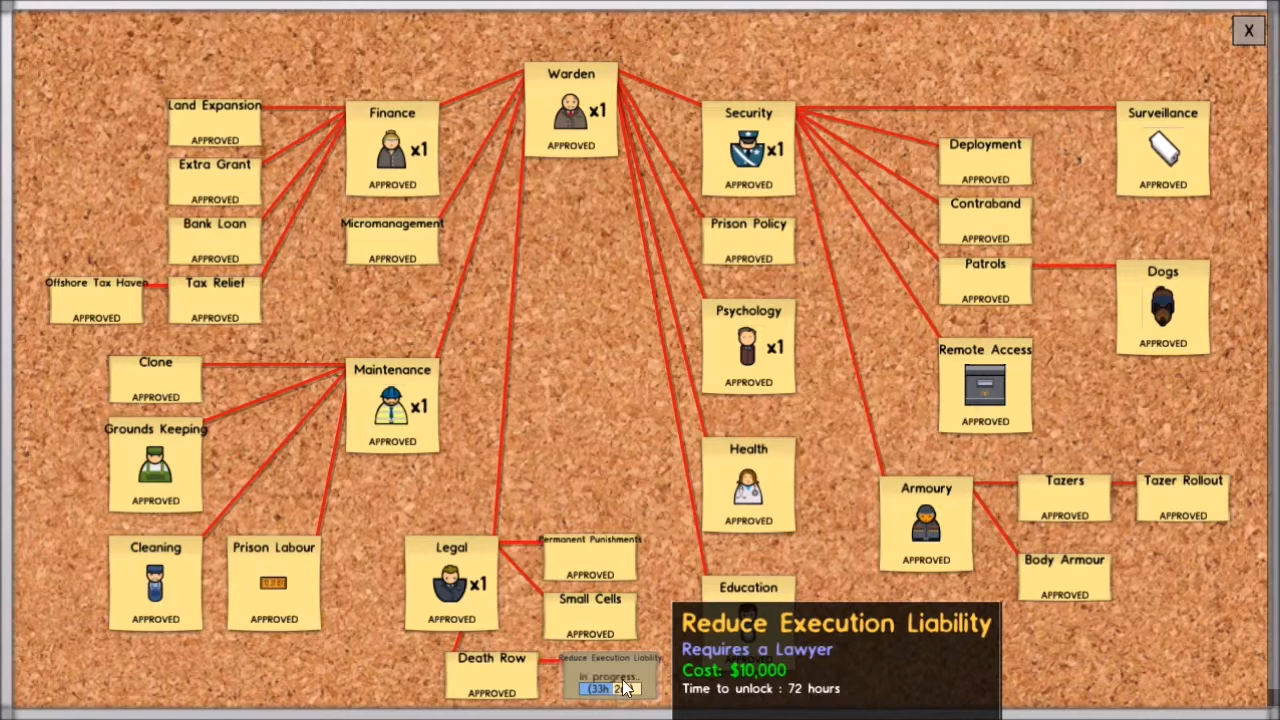 X
Warden
x1
APPROVED
Land Expansion
APPROVED
Finance
x1
APPROVED
Security
x1
APPROVED
Surveillance
APPROVED
Extra Grant
APPROVED
Deployment
APPROVED
Bank Loan
APPROVED
Micromanagement
APPROVED
Prison Policy
APPROVED
Contraband
APPROVED
Offshore Tax Haven
APPROVED
Tax Relief
APPROVED
Patrols
APPROVED
Dogs
APPROVED
Psychology
x1
APPROVED
Remote Access
APPROVED
Clone
APPROVED
Maintenance
x1
APPROVED
Grounds Keeping
APPROVED
Health
APPROVED
Armoury
APPROVED
Tazers
APPROVED
Tazer Rollout
APPROVED
Body Armour
APPROVED
Cleaning
APPROVED
Prison Labour
APPROVED
Legal
x1
APPROVED
Permanent Punishments
APPROVED
Small Cells
APPROVED
Education
Death Row
APPROVED
Reduce Execution Liability
In progress..
(33h
Reduce Execution Liability
Requires a Lawyer
Cost: $10,000
Time to unlock : 72 hours